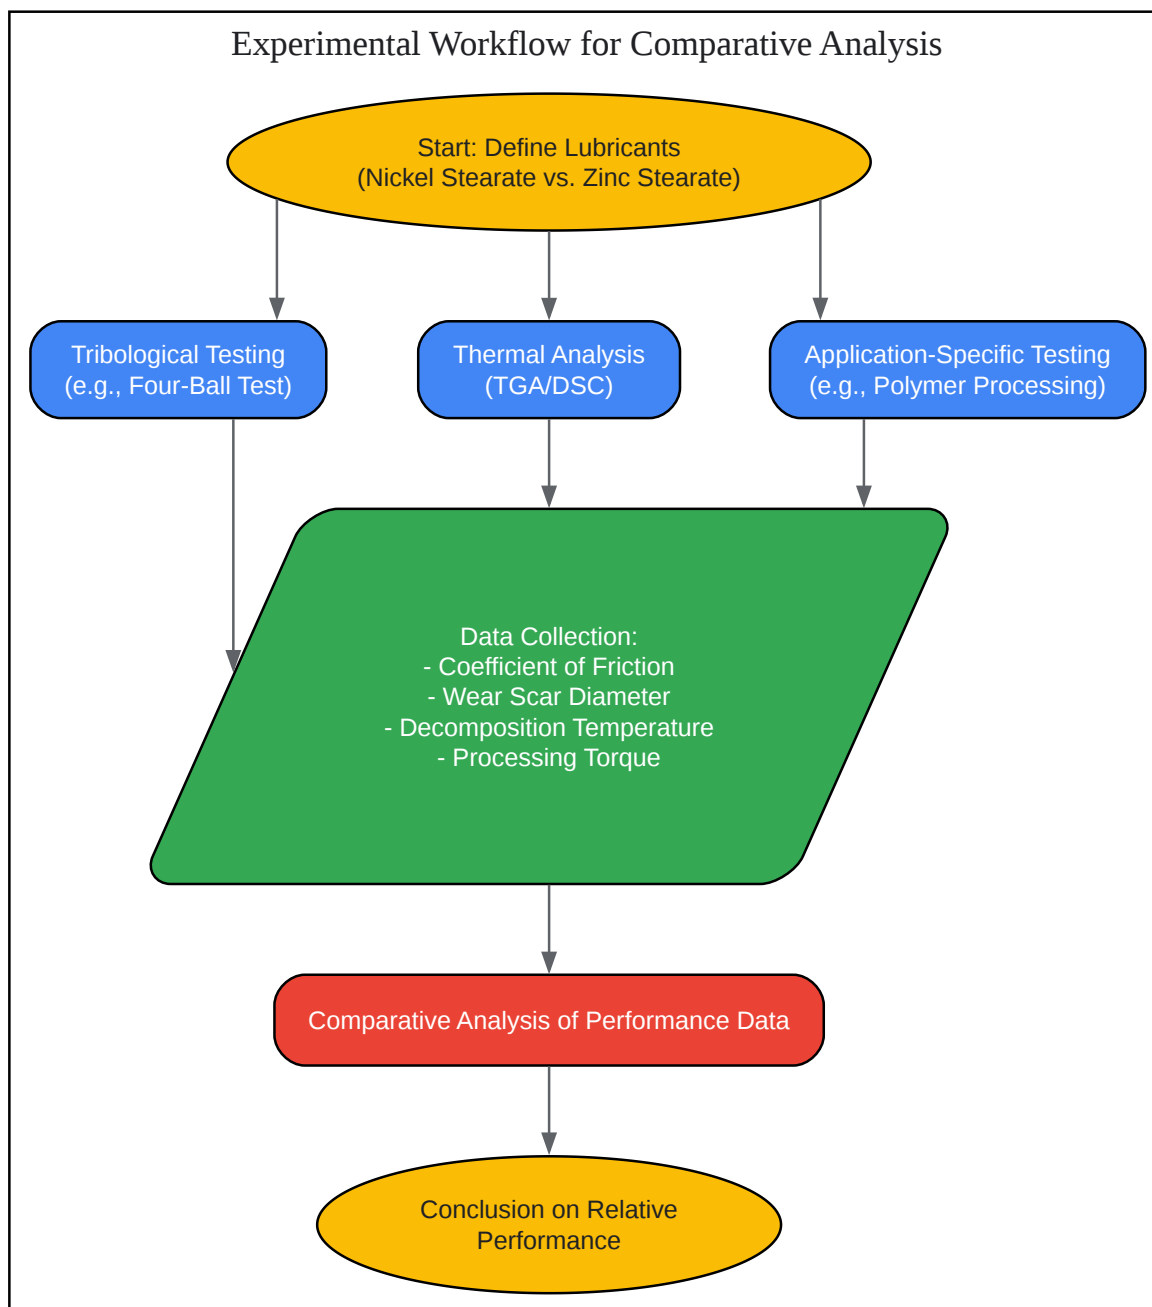 Experimental Workflow for Comparative Analysis
Start: Define Lubricants
(Nickel Stearate vs. Zinc Stearate)
Tribological Testing
(e.g., Four-Ball Test)
Thermal Analysis
(TGA/DSC)
Application-Specific Testing
(e.g., Polymer Processing)
Data Collection:
- Coefficient of Friction
- Wear Scar Diameter
- Decomposition Temperature
- Processing Torque
Comparative Analysis of Performance Data
Conclusion on Relative
Performance